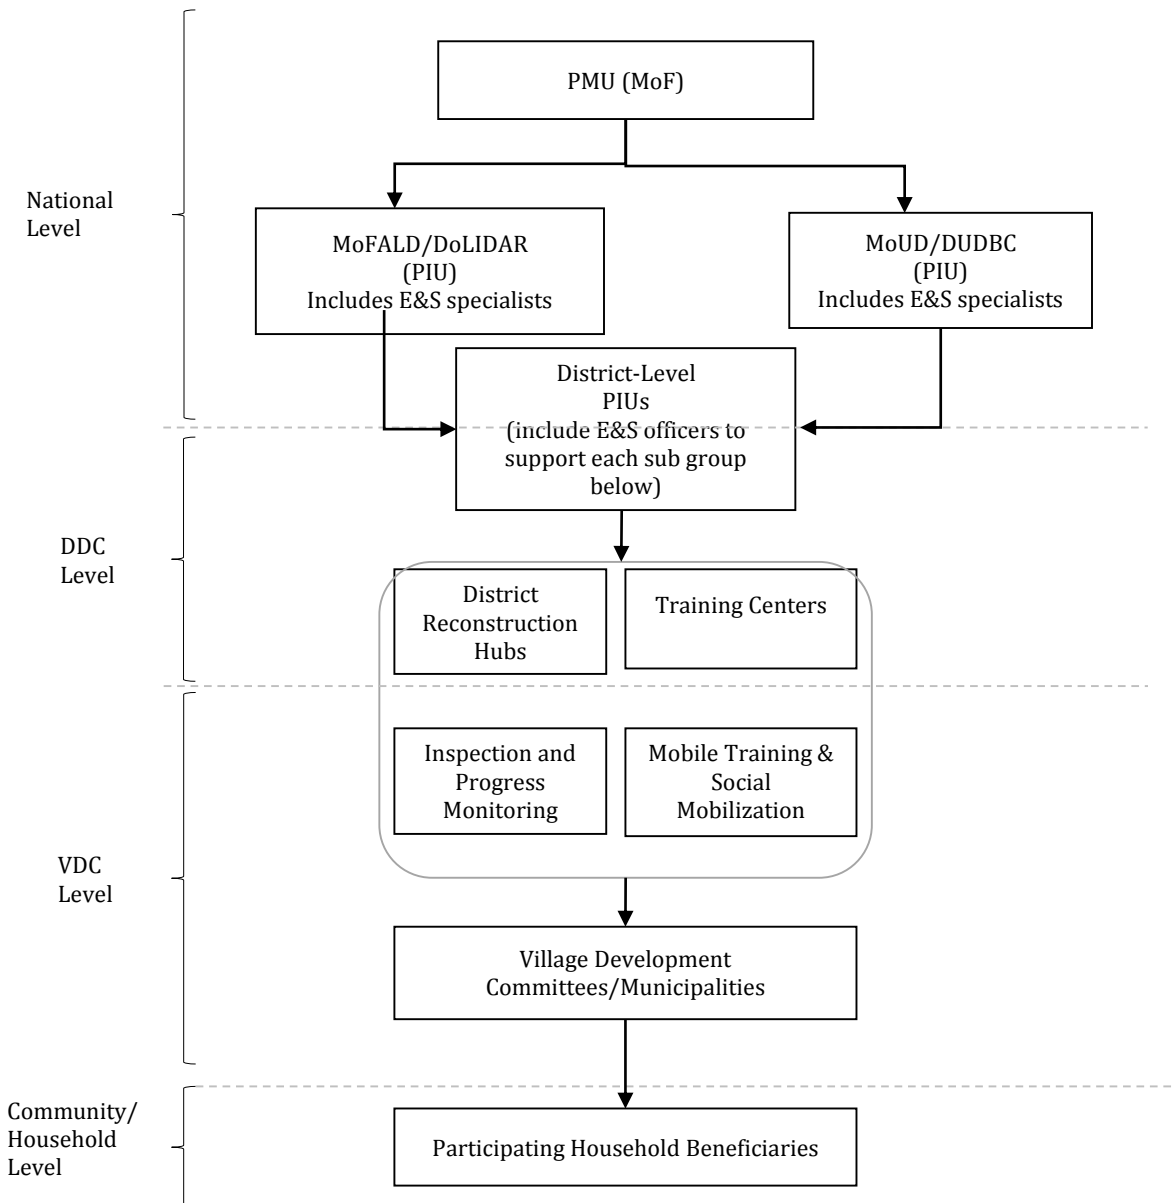 PMU (MoF)
National
Level
MoFALD/DoLIDAR
(PIU)
Includes E&S specialists
MoUD/DUDBC
(PIU)
Includes E&S specialists
District-Level
PIUs
(include E&S officers to
support each sub group
below)
DDC
Level
District
Reconstruction
Hubs
Training Centers
Inspection and
Progress
Monitoring
Mobile Training &
Social
Mobilization
VDC
Level
Village Development
Committees/Municipalities
Community/
Household
Level
Participating Household Beneficiaries